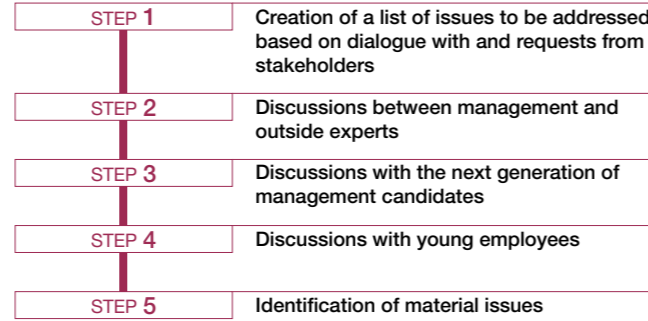 STEP 1
Creation of a list of issues to be addressed
based on dialogue with and requests from
stakeholders
STEP 2
Discussions between management and
outside experts
STEP 3
Discussions with the next generation of
management candidates
STEP 4
Discussions with young employees
STEP 5
Identification of material issues